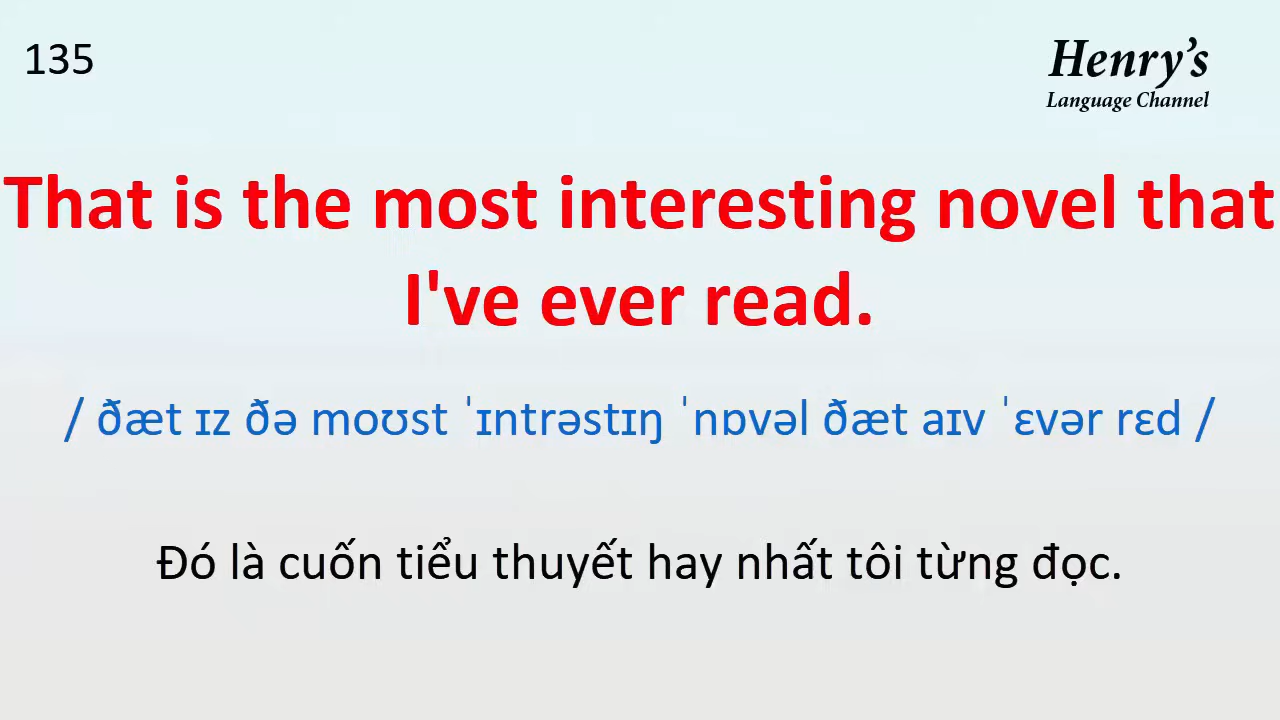 135
Henry's
Language Channel
That is the most interesting novel that
I've ever read.
/ ðæt ɪz ðə moʊst ˈɪntrəstɪŋ ˈnɒvəl ðæt aɪv ˈɛvər rɛd /
Đó là cuốn tiểu thuyết hay nhất tôi từng đọc.